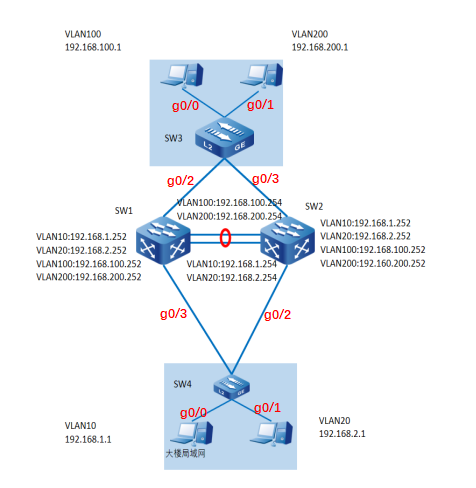 VLAN100
192.168.100.1
VLAN200
192.168.200.1
g0/0
g0/1
SW3
L2 GE
g0/2
g0/3
VLAN100:192.168.100.254
VLAN200:192.168.200.254
SW1
SW2
VLAN10:192.168.1.252
VLAN20:192.168.2.252
VLAN100:192.168.100.252
VLAN200:192.168.200.252
VLAN10:192.168.1.252
VLAN20:192.168.2.252
VLAN100:192.168.100.252
VLAN200:192.160.200.252
VLAN10:192.168.1.254
VLAN20:192.168.2.254
g0/3
g0/2
SW4
L2 GE
g0/0
g0/1
VLAN10
192.168.1.1
大楼局域网
VLAN20
192.168.2.1